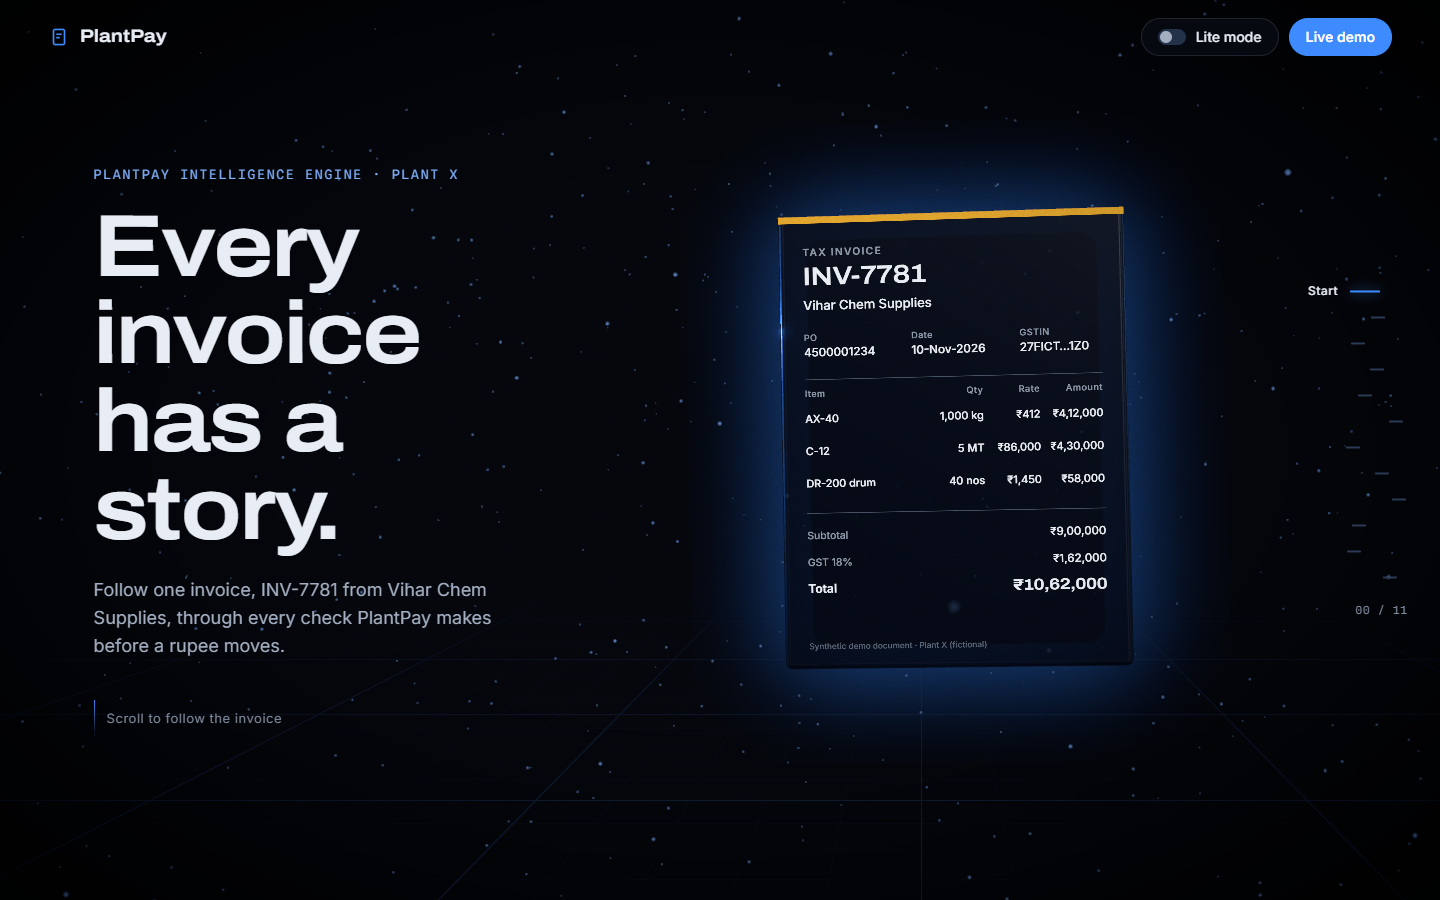 PlantPay
Lite mode
Live demo
PLANTPAY INTELLIGENCE ENGINE · PLANT X
Every
invoice
has a
story.
Follow one invoice, INV-7781 from Vihar Chem
Supplies, through every check PlantPay makes
before a rupee moves.
Scroll to follow the invoice
TAX INVOICE
INV-7781
Vihar Chem Supplies
PO Date GSTIN
4500001234 10-Nov-2026 27FICT...1Z0
Item Qty Rate Amount
AX-40 1,000 kg ₹412 ₹4,12,000
C-12 5 MT ₹86,000 ₹4,30,000
DR-200 drum 40 nos ₹1,450 ₹58,000
Subtotal ₹9,00,000
GST 18% ₹1,62,000
Total ₹10,62,000
Synthetic demo document - Plant X (fictional)
Start
00 / 11